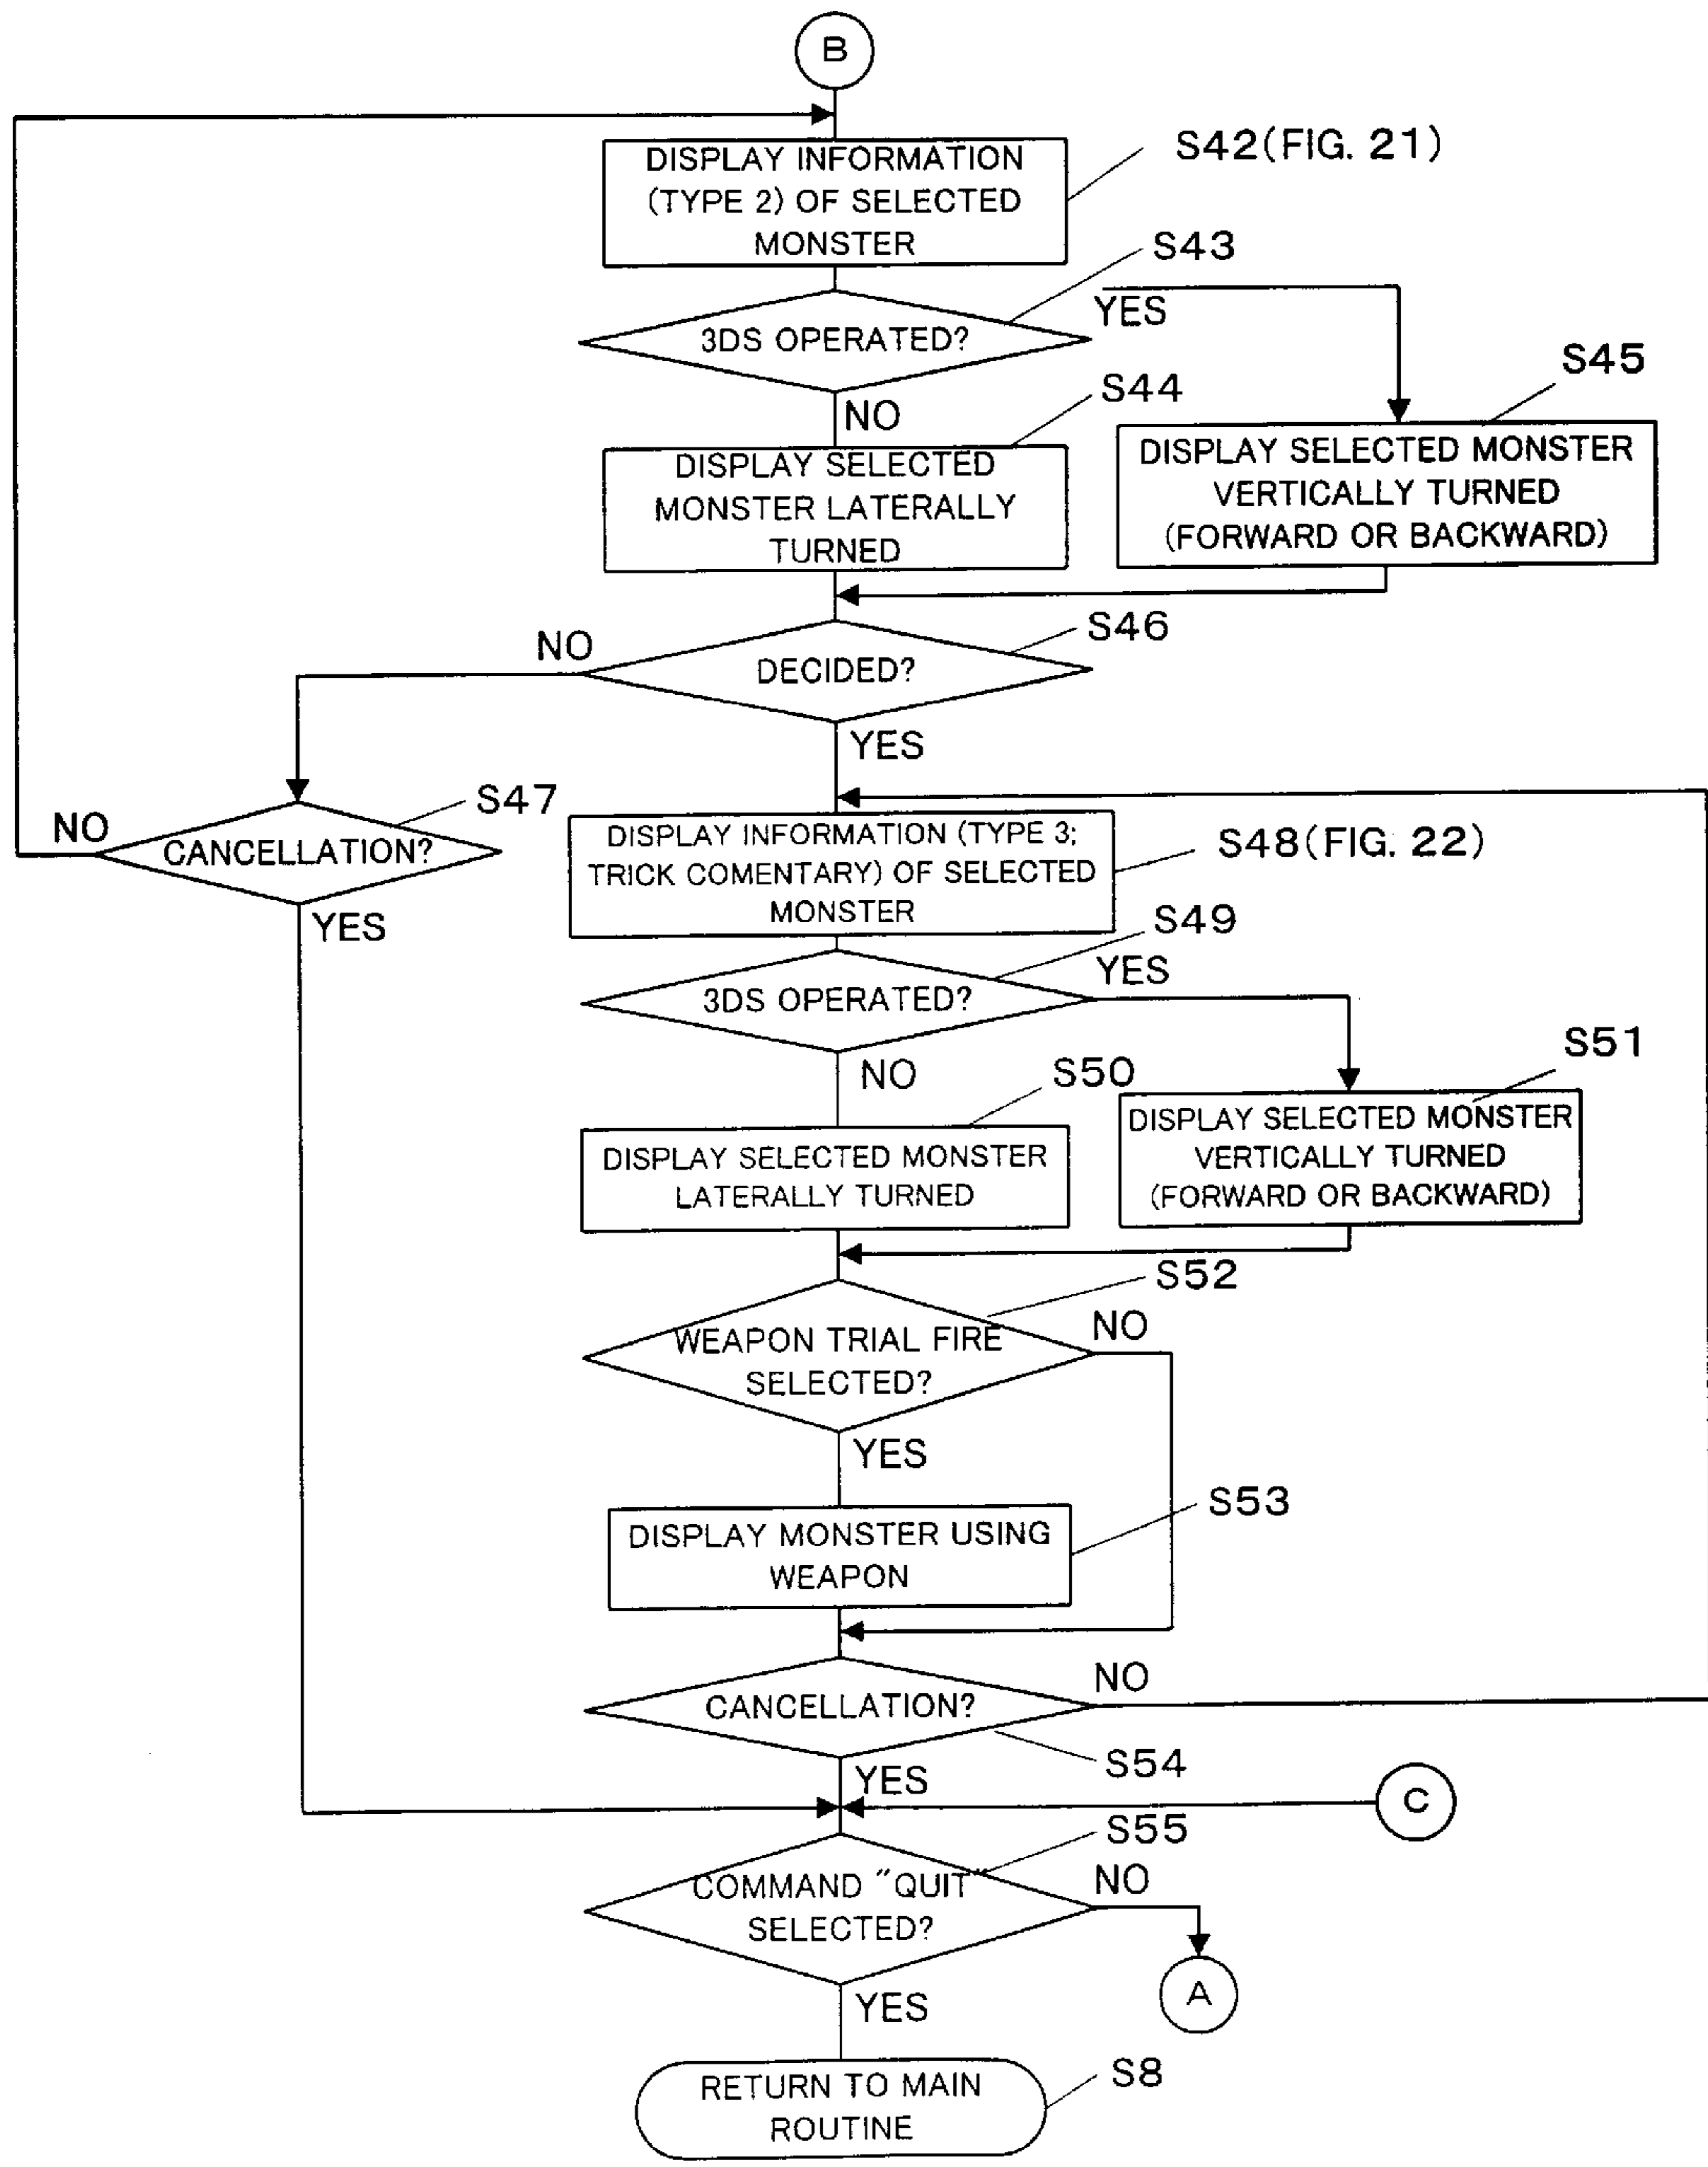 B
DISPLAY INFORMATION
(TYPE 2) OF SELECTED
MONSTER
S42(FIG. 21)
S43
3DS OPERATED?
YES
S45
S44
NO
DISPLAY SELECTED
MONSTER LATERALLY
TURNED
DISPLAY SELECTED MONSTER
VERTICALLY TURNED
(FORWARD OR BACKWARD)
S46
NO
DECIDED?
YES
S47
NO
CANCELLATION?
YES
DISPLAY INFORMATION (TYPE 3;
TRICK COMENTARY) OF SELECTED
MONSTER
S48(FIG. 22)
S49
YES
3DS OPERATED?
S51
NO
S50
DISPLAY SELECTED MONSTER
LATERALLY TURNED
DISPLAY SELECTED MONSTER
VERTICALLY TURNED
(FORWARD OR BACKWARD)
S52
NO
WEAPON TRIAL FIRE
SELECTED?
YES
S53
DISPLAY MONSTER USING
WEAPON
NO
CANCELLATION?
S54
YES
C
S55
NO
COMMAND "QUIT"
SELECTED?
A
YES
S8
RETURN TO MAIN
ROUTINE